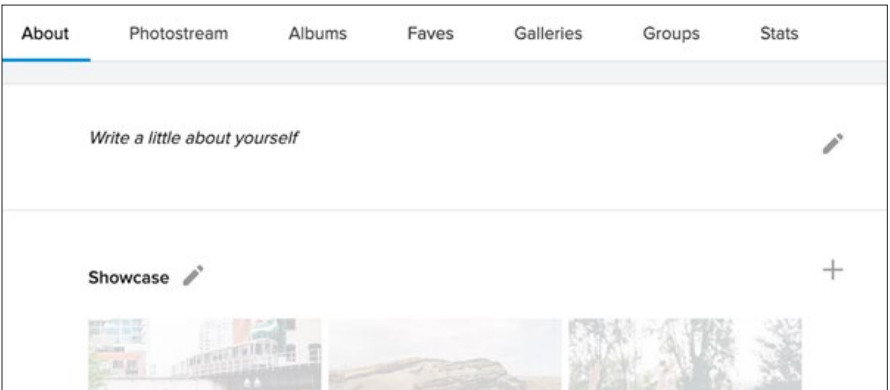 About Photostream Albums Faves Galleries Groups Stats
Write a little about yourself
Showcase